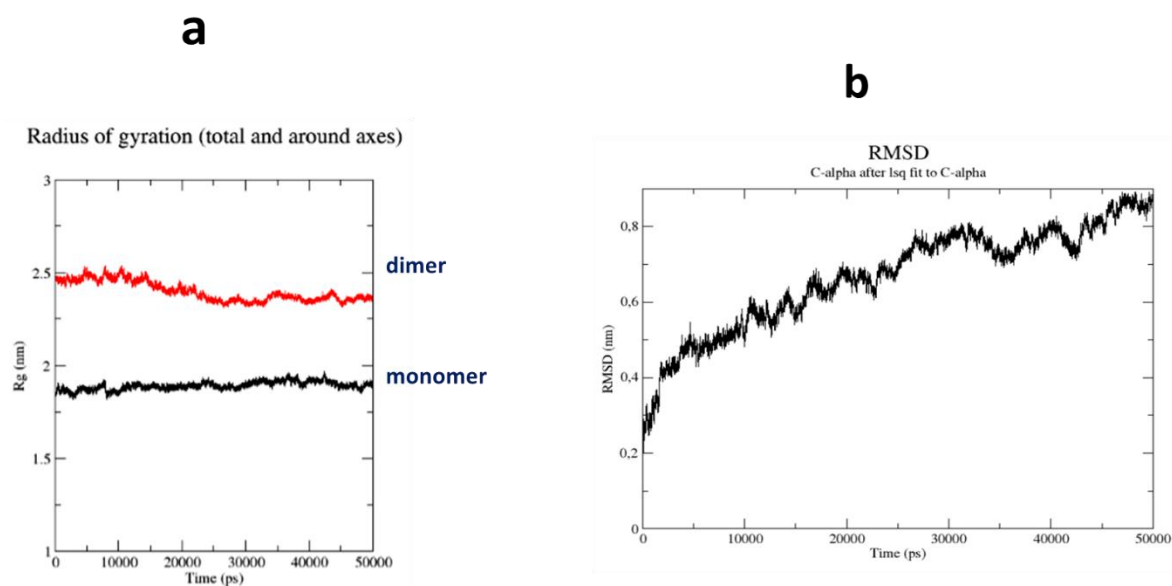 a
b
Radius of gyration (total and around axes)
3
2.5
2
1.5
1
Rg (nm)
dimer
monomer
0 10000 20000 30000 40000 50000
Time (ps)
RMSD
C-alpha after lsq fit to C-alpha
0,8
0,6
0,4
0,2
0
RMSD (nm)
0 10000 20000 30000 40000 50000
Time (ps)